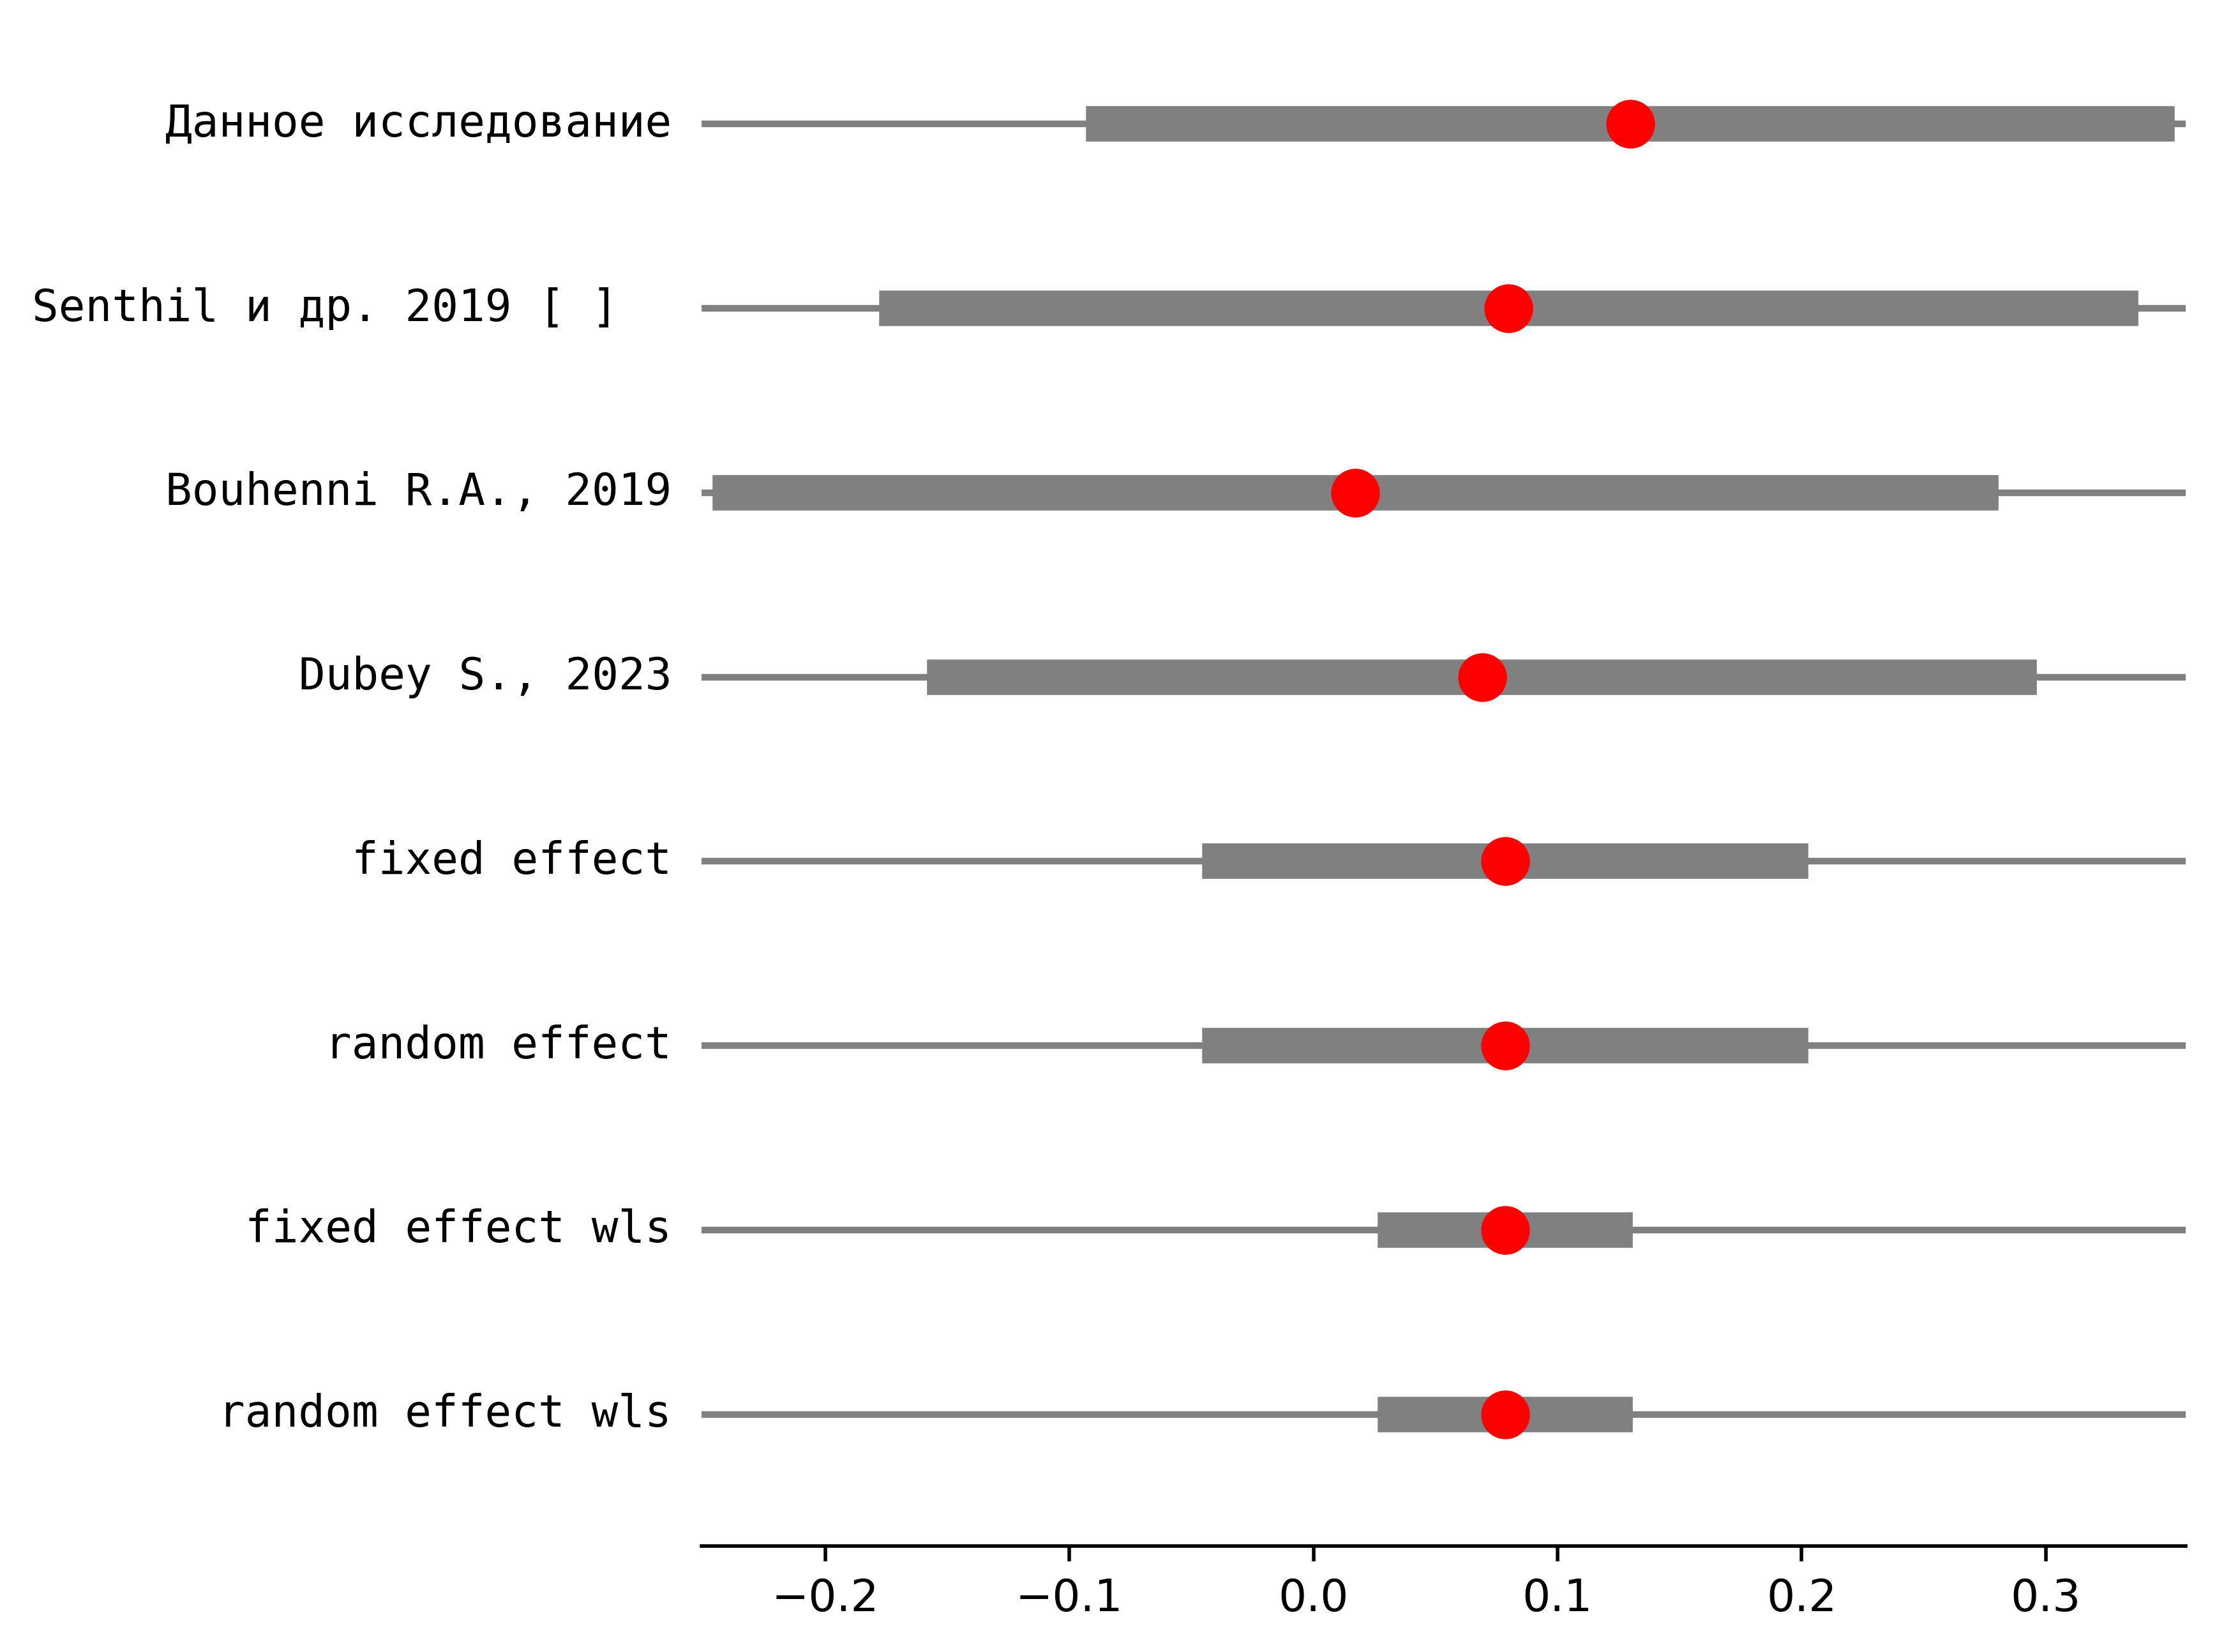 Данное исследование
Senthil и др. 2019 [ ]
Bouhenni R.A., 2019
Dubey S., 2023
fixed effect
random effect
fixed effect wls
random effect wls
−0.2 −0.1 0.0 0.1 0.2 0.3